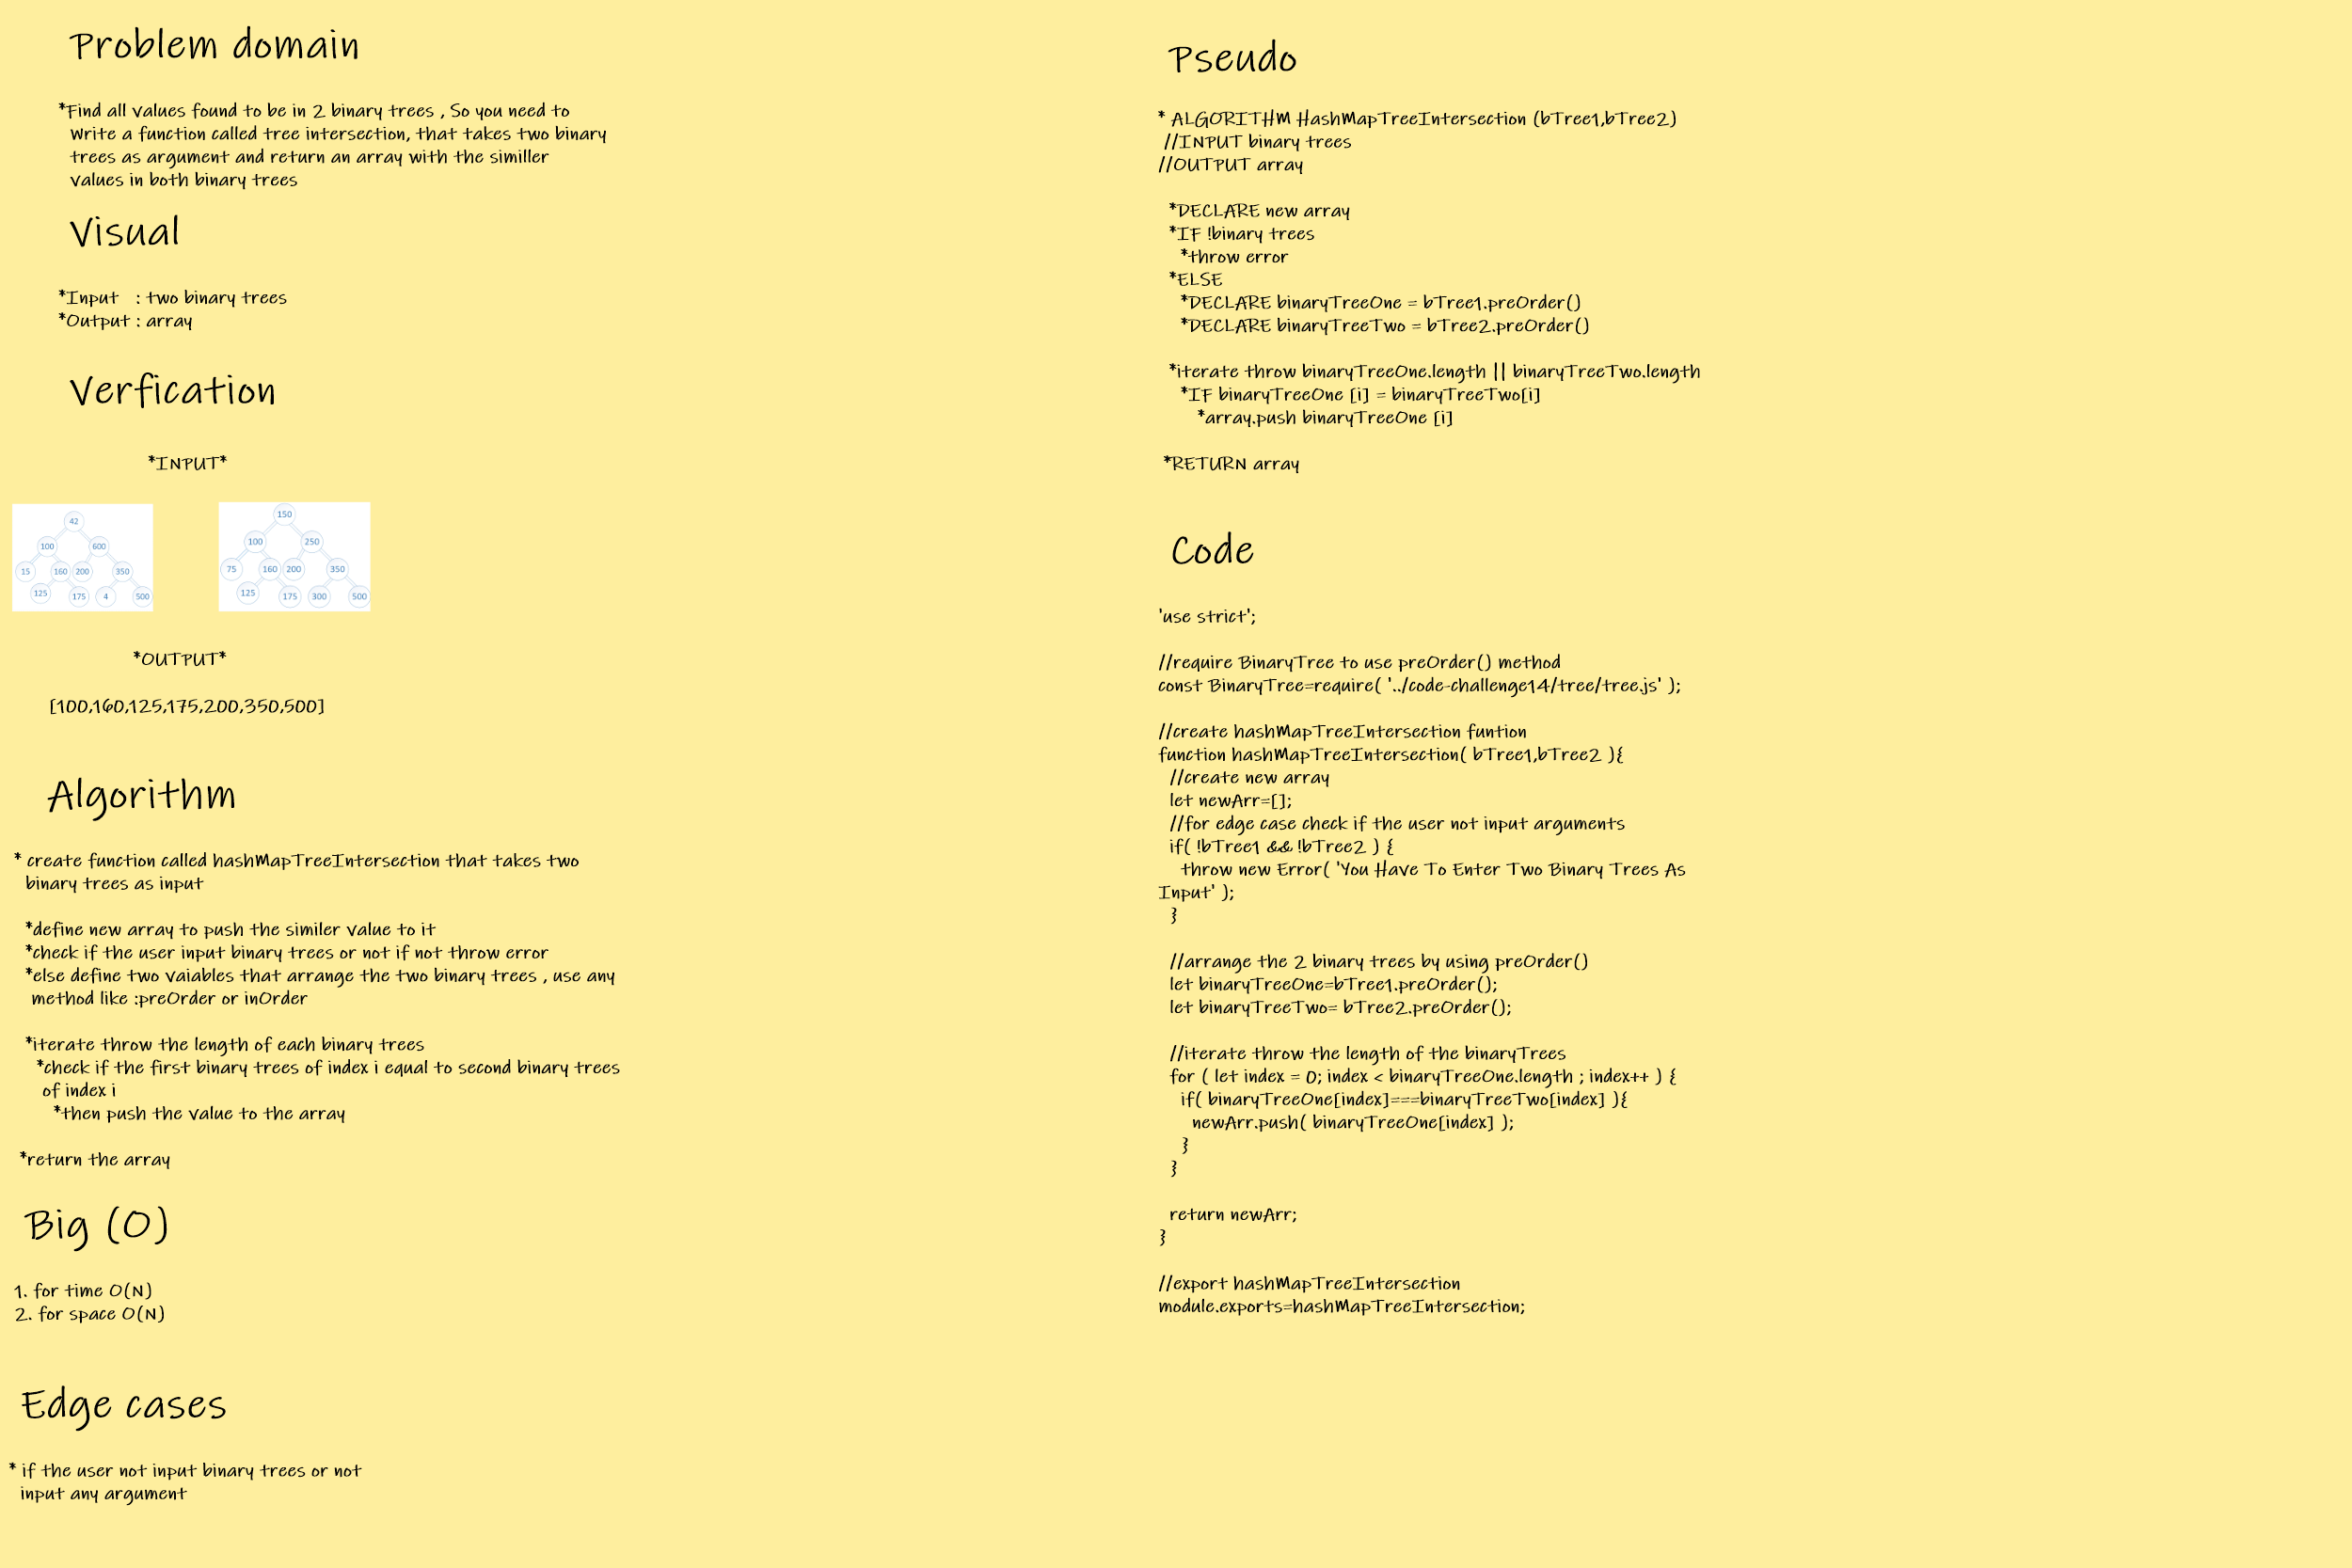 Problem domain
*Find all values found to be in 2 binary trees , So you need to
Write a function called tree intersection, that takes two binary
trees as argument and return an array with the similler
values in both binary trees
Visual
*Input : two binary trees
*Output : array
Verfication
*INPUT*
42
100 600
15 160 200 350
125 175 4 500
150
100 250
75 160 200 350
125 175 300 500
*OUTPUT*
[100,160,125,175,200,350,500]
Algorithm
* create function called hashMapTreeIntersection that takes two
binary trees as input
*define new array to push the similer value to it
*check if the user input binary trees or not if not throw error
*else define two vaiables that arrange the two binary trees , use any
method like :preOrder or inOrder
*iterate throw the length of each binary trees
*check if the first binary trees of index i equal to second binary trees
of index i
*then push the value to the array
*return the array
Big (O)
1. for time O(N)
2. for space O(N)
Edge cases
* if the user not input binary trees or not
input any argument
Pseudo
* ALGORITHM HashMapTreeIntersection (bTree1,bTree2)
//INPUT binary trees
//OUTPUT array
*DECLARE new array
*IF !binary trees
*throw error
*ELSE
*DECLARE binaryTreeOne = bTree1.preOrder()
*DECLARE binaryTreeTwo = bTree2.preOrder()
*iterate throw binaryTreeOne.length || binaryTreeTwo.length
*IF binaryTreeOne [i] = binaryTreeTwo[i]
*array.push binaryTreeOne [i]
*RETURN array
Code
'use strict';
//require BinaryTree to use preOrder() method
const BinaryTree=require( '../code-challenge14/tree/tree.js' );
//create hashMapTreeIntersection funtion
function hashMapTreeIntersection( bTree1,bTree2 ){
//create new array
let newArr=[];
//for edge case check if the user not input arguments
if( !bTree1 && !bTree2 ) {
throw new Error( 'You Have To Enter Two Binary Trees As
Input' );
}
//arrange the 2 binary trees by using preOrder()
let binaryTreeOne=bTree1.preOrder();
let binaryTreeTwo= bTree2.preOrder();
//iterate throw the length of the binaryTrees
for ( let index = 0; index < binaryTreeOne.length ; index++ ) {
if( binaryTreeOne[index]===binaryTreeTwo[index] ){
newArr.push( binaryTreeOne[index] );
}
}
return newArr;
}
//export hashMapTreeIntersection
module.exports=hashMapTreeIntersection;